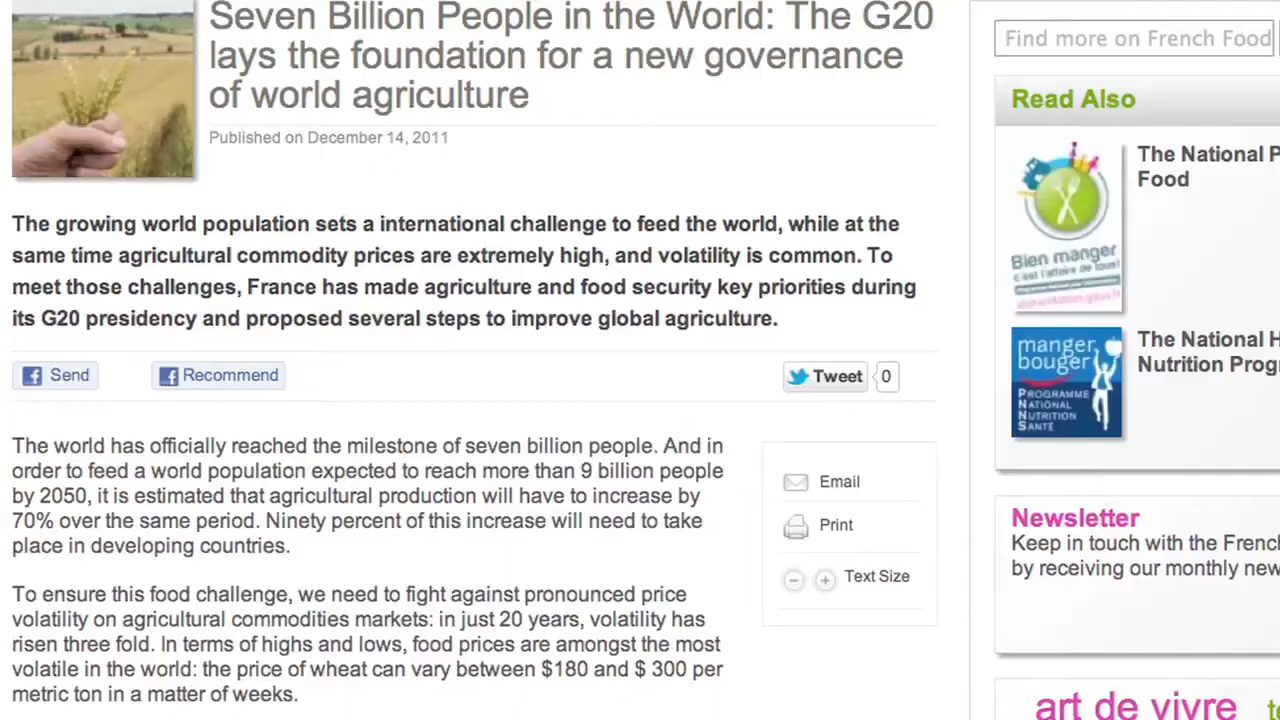 Seven Billion People in the World: The G20
lays the foundation for a new governance
of world agriculture
Published on December 14, 2011
The growing world population sets a international challenge to feed the world, while at the
same time agricultural commodity prices are extremely high, and volatility is common. To
meet those challenges, France has made agriculture and food security key priorities during
its G20 presidency and proposed several steps to improve global agriculture.
Send
Recommend
Tweet
0
The world has officially reached the milestone of seven billion people. And in
order to feed a world population expected to reach more than 9 billion people
by 2050, it is estimated that agricultural production will have to increase by
70% over the same period. Ninety percent of this increase will need to take
place in developing countries.
To ensure this food challenge, we need to fight against pronounced price
volatility on agricultural commodities markets: in just 20 years, volatility has
risen three fold. In terms of highs and lows, food prices are amongst the most
volatile in the world: the price of wheat can vary between $180 and $ 300 per
metric ton in a matter of weeks.
Email
Print
Text Size
Find more on French Food
Read Also
Bien manger
c'est l'affaire de tous!
The National P
Food
manger
bouger
PROGRAMME
NATIONAL
NUTRITION
SANTÉ
The National H
Nutrition Prog
Newsletter
Keep in touch with the French
by receiving our monthly new
art de vivre